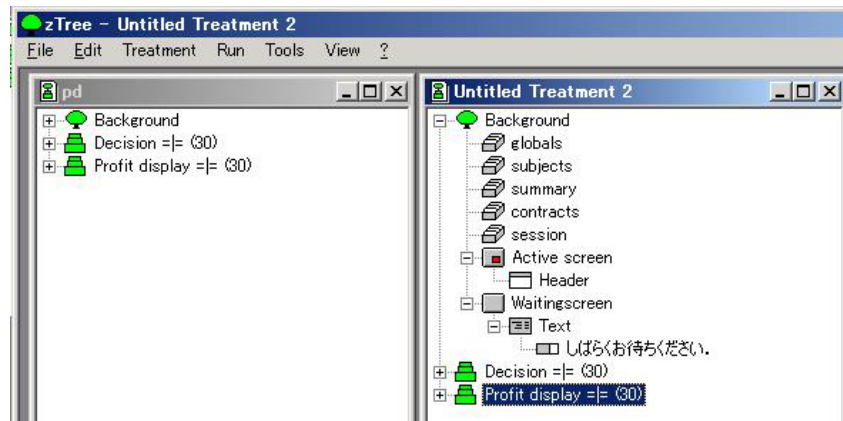 zTree - Untitled Treatment 2
File Edit Treatment Run Tools View ?
pd
Background
Decision =|= (30)
Profit display =|= (30)
Untitled Treatment 2
Background
globals
subjects
summary
contracts
session
Active screen
Header
Waitingscreen
Text
しばらくお待ちください.
Decision =|= (30)
Profit display =|= (30)